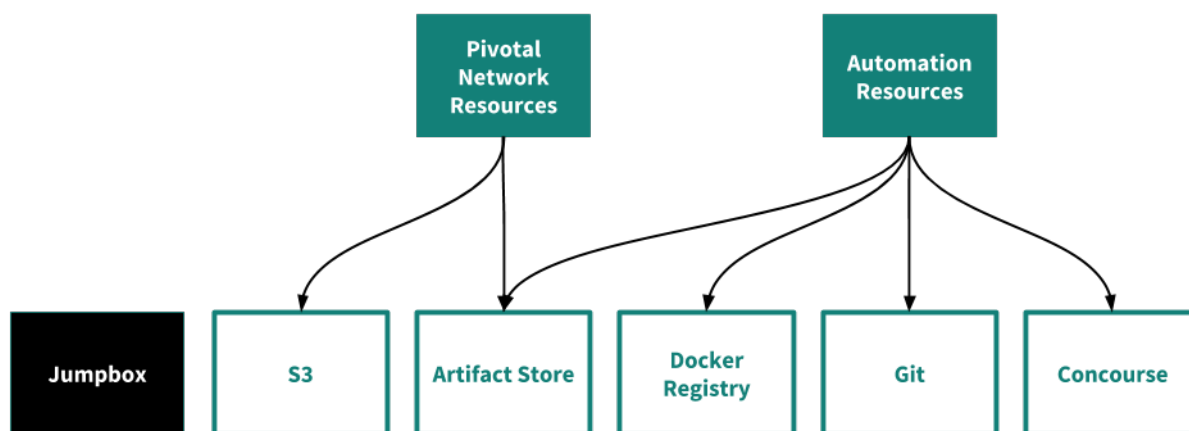 Pivotal
Network
Resources
Automation
Resources
Jumpbox
S3
Artifact Store
Docker
Registry
Git
Concourse